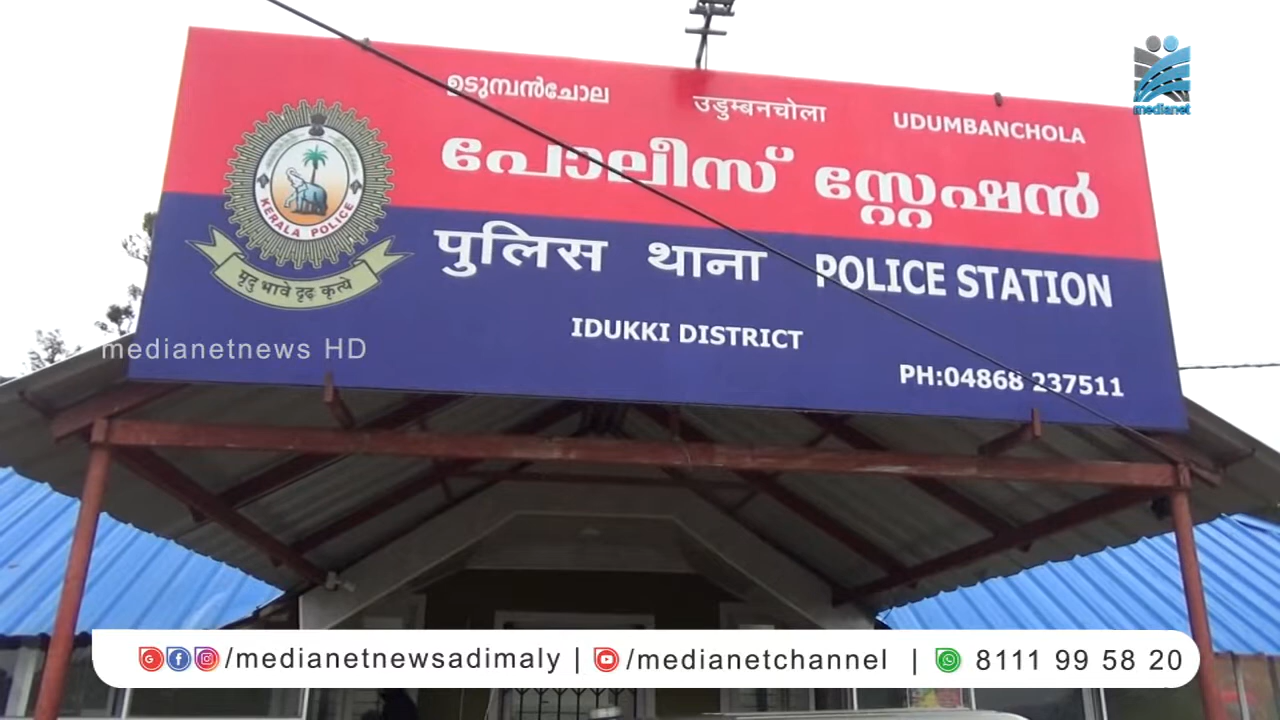 medianet
ഉടുമ്പൻചോല उडुम्बनचोला UDUMBANCHOLA
പോലീസ് സ്റ്റേഷൻ
KERALA POLICE
मृदु भावे दृढ़ कृत्ये
पुलिस थाना POLICE STATION
IDUKKI DISTRICT
PH:04868 237511
medianetnews HD
/medianetnewsadimaly | /medianetchannel | 8111 99 58 20